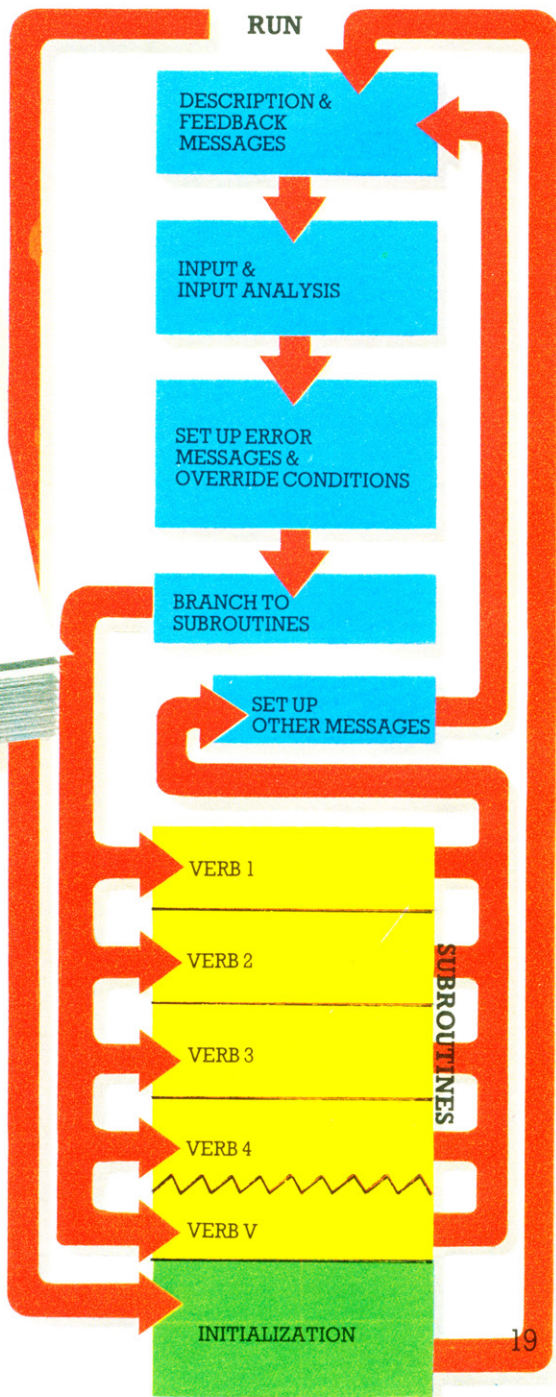 RUN
DESCRIPTION &
FEEDBACK
MESSAGES
INPUT &
INPUT ANALYSIS
SET UP ERROR
MESSAGES &
OVERRIDE CONDITIONS
BRANCH TO
SUBROUTINES
SET UP
OTHER MESSAGES
VERB 1
VERB 2
VERB 3
VERB 4
VERB V
SUBROUTINES
INITIALIZATION
19